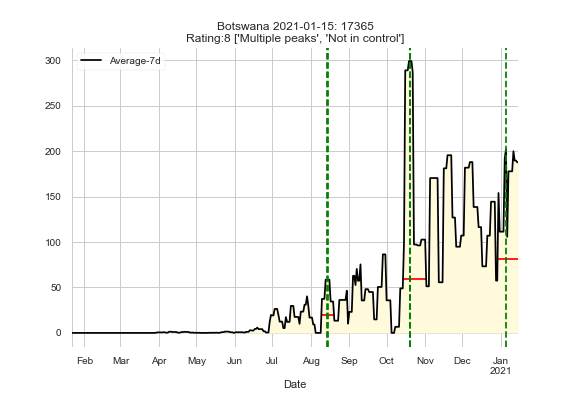 Botswana 2021-01-15: 17365
Rating:8 ['Multiple peaks', 'Not in control']
Average-7d
300
250
200
150
100
50
0
Feb Mar Apr May Jun Jul Aug Sep Oct Nov Dec Jan
2021
Date